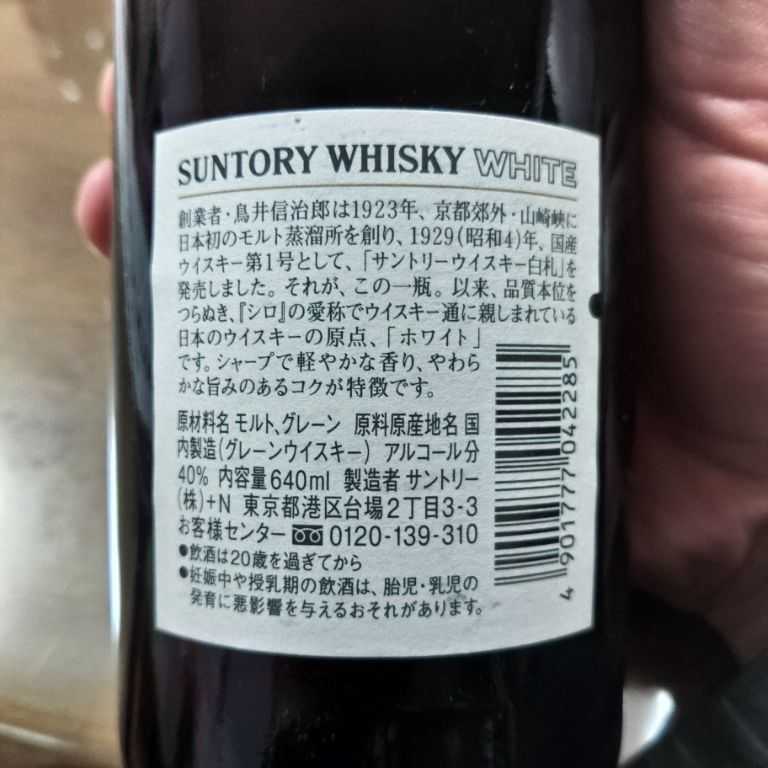 SUNTORY WHISKY WHITE
創業者・鳥井信治郎は1923年、京都郊外・山崎峡に
日本初のモルト蒸溜所を創り、1929(昭和4)年、国産
ウイスキー第1号として、「サントリーウイスキー白札」を
発売しました。それが、この一瓶。以来、品質本位を
つらぬき、『シロ』の愛称でウイスキー通に親しまれている
日本のウイスキーの原点、「ホワイト」
です。シャープで軽やかな香り、やわら
かな旨みのあるコクが特徴です。
原材料名 モルト、グレーン 原料原産地名 国
内製造(グレーンウイスキー) アルコール分
40% 内容量640ml 製造者 サントリー
(株)+N 東京都港区台場2丁目3-3
お客様センター 0120-139-310
●飲酒は20歳を過ぎてから
●妊娠中や授乳期の飲酒は、胎児・乳児の
発育に悪影響を与えるおそれがあります。
4 901777 042285